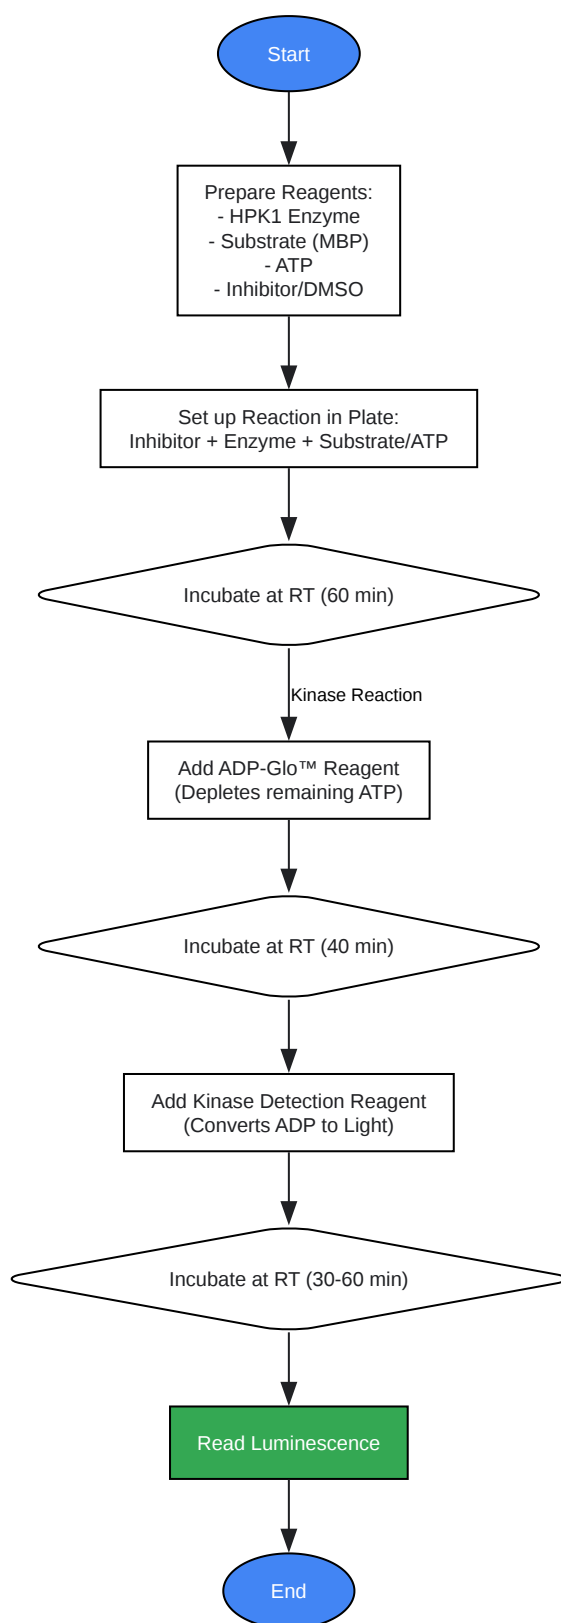 Start
Prepare Reagents:
- HPK1 Enzyme
- Substrate (MBP)
- ATP
- Inhibitor/DMSO
Set up Reaction in Plate:
Inhibitor + Enzyme + Substrate/ATP
Incubate at RT (60 min)
Kinase Reaction
Add ADP-Glo™ Reagent
(Depletes remaining ATP)
Incubate at RT (40 min)
Add Kinase Detection Reagent
(Converts ADP to Light)
Incubate at RT (30-60 min)
Read Luminescence
End